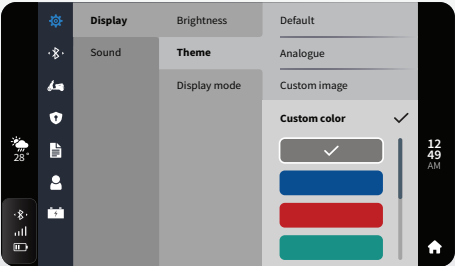 Display
Sound
Brightness
Theme
Display mode
Default
Analogue
Custom image
Custom color
28°
12
49
AM